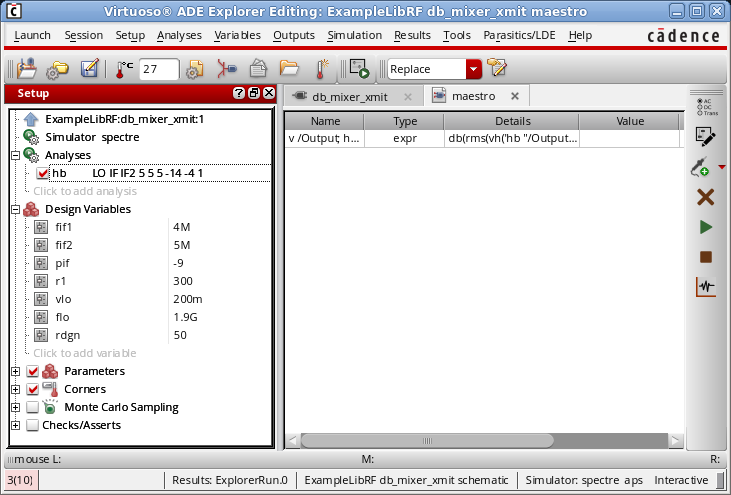 Virtuoso® ADE Explorer Editing: ExampleLibRF db_mixer_xmit maestro
Launch Session Setup Analyses Variables Outputs Simulation Results Tools Parasitics/LDE Help cādence
°C 27 Replace
Setup
db_mixer_xmit maestro
ExampleLibRF:db_mixer_xmit:1
Simulator spectre
Analyses
hb LO IF IF2 5 5 5 -14 -4 1
Click to add analysis
Design Variables
fif1 4M
fif2 5M
pif -9
r1 300
vlo 200m
flo 1.9G
rdgn 50
Click to add variable
Parameters
Corners
Monte Carlo Sampling
Checks/Asserts
Name Type Details Value
v /Output; h... expr db(rms(vh('hb "/Output...
AC
DC
Trans
mouse L: M: R:
3(10) Results: ExplorerRun.0 ExampleLibRF db_mixer_xmit schematic Simulator: spectre aps Interactive